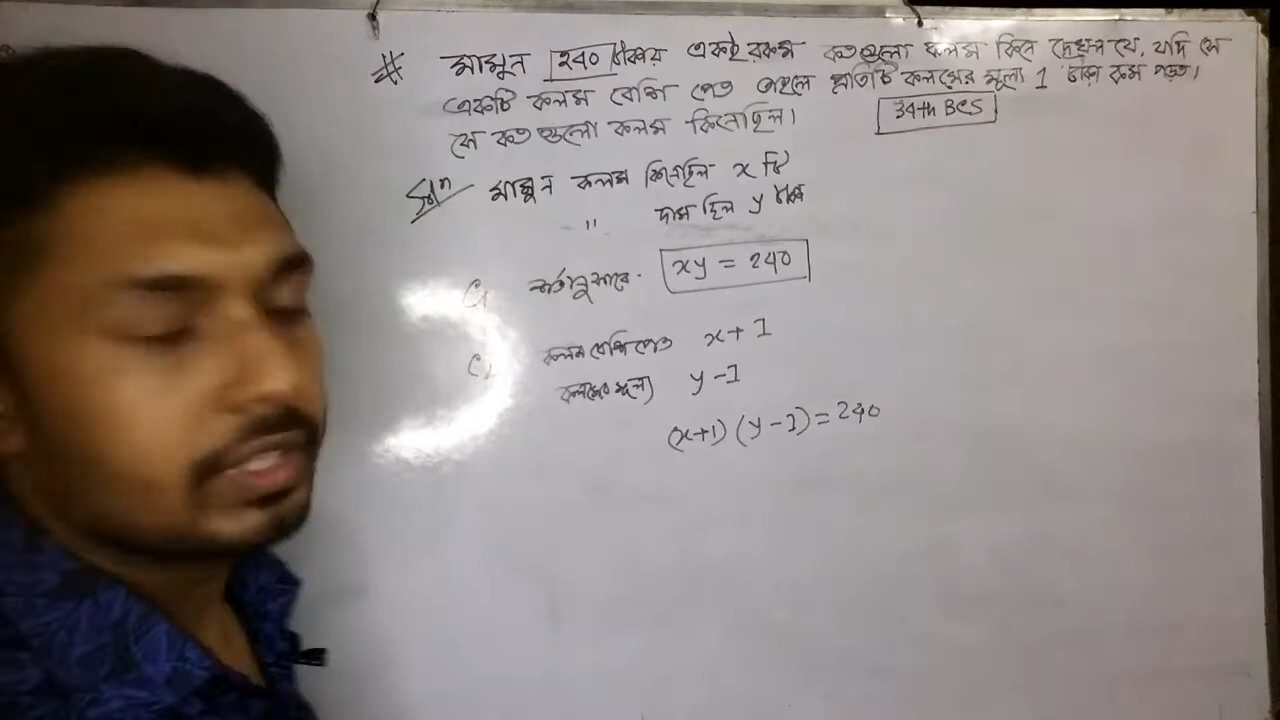 # মামুন ২৪০ টাকায় একই রকম কতগুলো কলম কিনে দেখল যে, যদি সে
একটি কলম বেশি পেত তাহলে প্রতিটি কলমের মূল্য 1 টাকা কম পড়ত।
সে কতগুলো কলম কিনেছিল। 34th BCS
Solⁿ মামুন কলম কিনেছিল x টি
" দাম ছিল y টাকা
শর্তানুসারে. xy = 240
কলম বেশি পেত x + 1
কলমের মূল্য y - 1
(x+1) (y-1) = 240